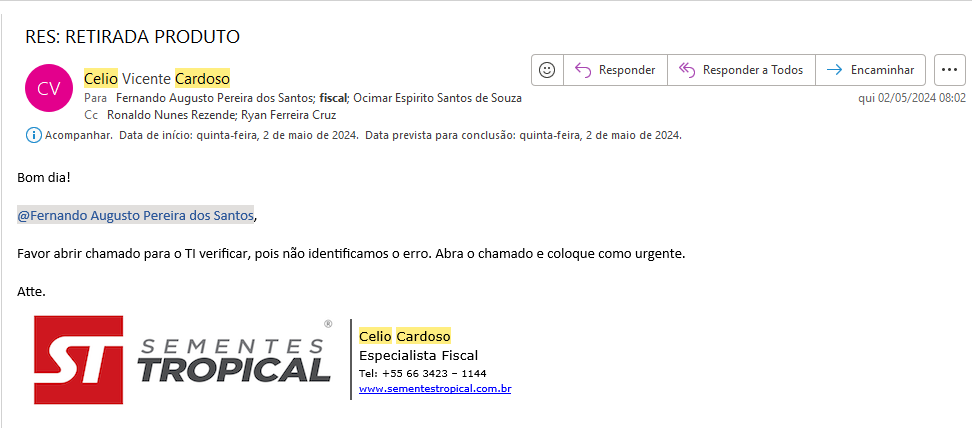 RES: RETIRADA PRODUTO
CV
Celio Vicente Cardoso
Responder
Responder a Todos
Encaminhar
Para Fernando Augusto Pereira dos Santos; fiscal; Ocimar Espirito Santos de Souza
qui 02/05/2024 08:02
Cc Ronaldo Nunes Rezende; Ryan Ferreira Cruz
Acompanhar. Data de início: quinta-feira, 2 de maio de 2024. Data prevista para conclusão: quinta-feira, 2 de maio de 2024.
Bom dia!
@Fernando Augusto Pereira dos Santos,
Favor abrir chamado para o TI verificar, pois não identificamos o erro. Abra o chamado e coloque como urgente.
Atte.
ST
SEMENTES
TROPICAL
®
Celio Cardoso
Especialista Fiscal
Tel: +55 66 3423 – 1144
www.sementestropical.com.br